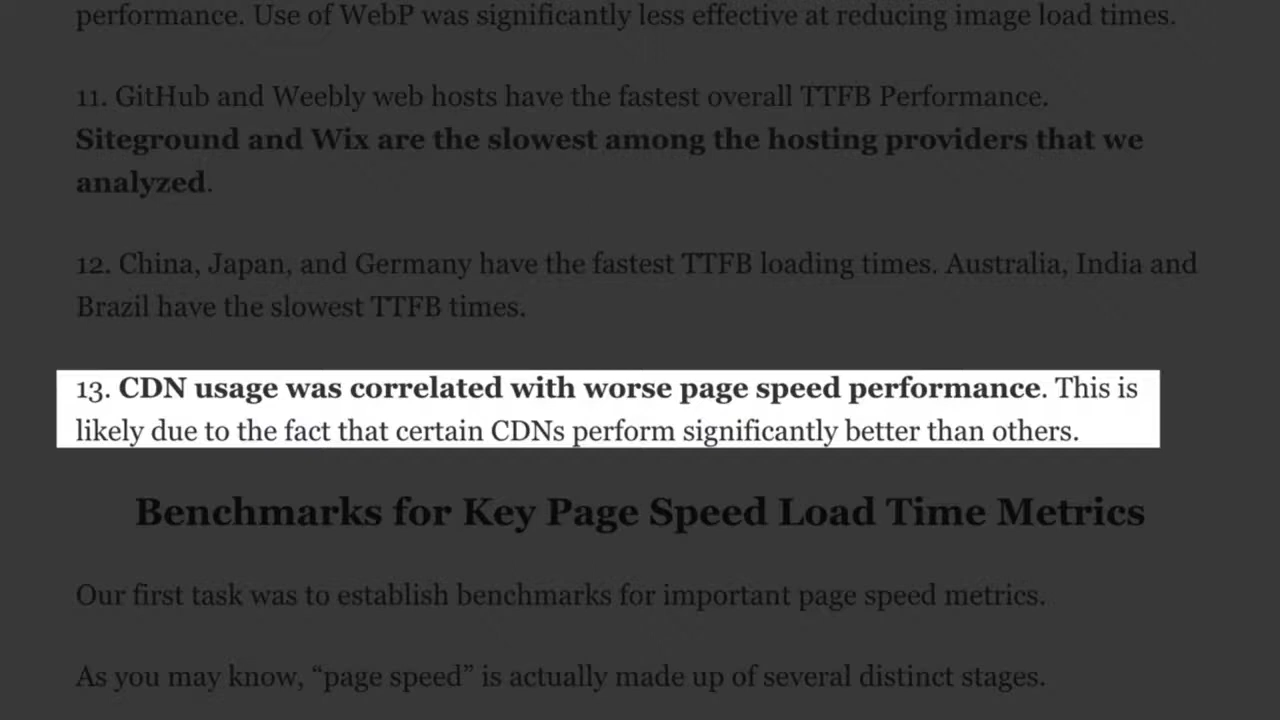 performance. Use of WebP was significantly less effective at reducing image load times.
11. GitHub and Weebly web hosts have the fastest overall TTFB Performance.
Siteground and Wix are the slowest among the hosting providers that we
analyzed.
12. China, Japan, and Germany have the fastest TTFB loading times. Australia, India and
Brazil have the slowest TTFB times.
13. CDN usage was correlated with worse page speed performance. This is
likely due to the fact that certain CDNs perform significantly better than others.
Benchmarks for Key Page Speed Load Time Metrics
Our first task was to establish benchmarks for important page speed metrics.
As you may know, “page speed” is actually made up of several distinct stages.